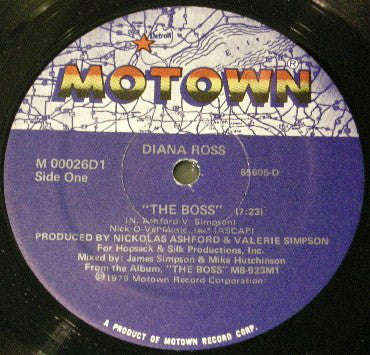 Detroit
MOTOWN®
DIANA ROSS
M 00026D1
Side One
65805-D
"THE BOSS" (7:23)
(N. Ashford V. Simpson)
Nick-O-Val Music, (ASCAP)
PRODUCED BY NICKOLAS ASHFORD & VALERIE SIMPSON
For Hopsack & Silk Productions, Inc.
Mixed by: James Simpson & Mike Hutchinson
From the Album, "THE BOSS" M8-923M1
℗1979 Motown Record Corporation
A PRODUCT OF MOTOWN RECORD CORP.